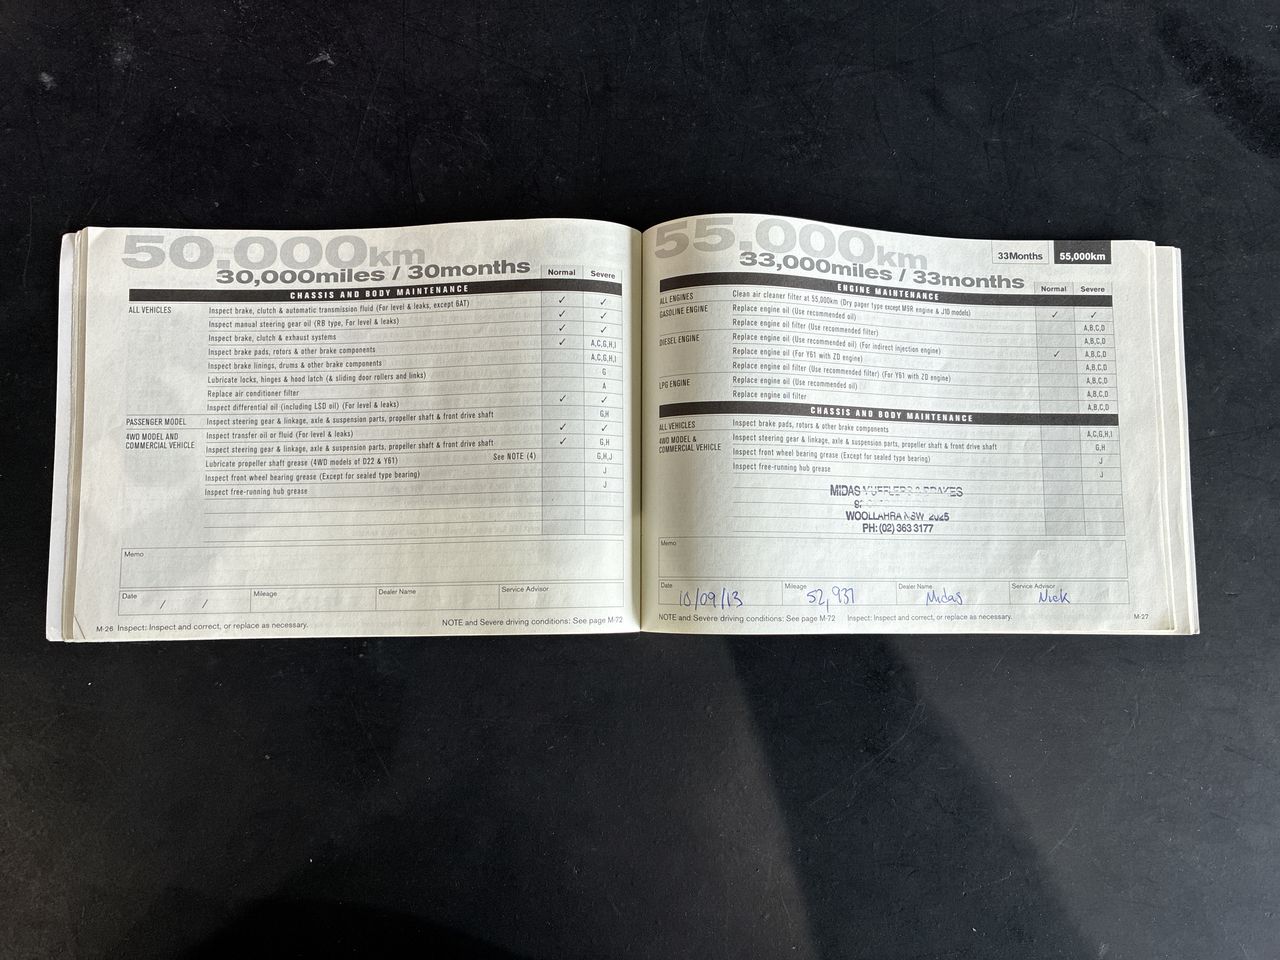 50,000km
30,000miles / 30months
Normal Severe
CHASSIS AND BODY MAINTENANCE
ALL VEHICLES Inspect brake, clutch & automatic transmission fluid (For level & leaks, except 6AT) ✓ ✓
Inspect manual steering gear oil (RB type, For level & leaks) ✓ ✓
Inspect brake, clutch & exhaust systems ✓ ✓
Inspect brake pads, rotors & other brake components ✓ A,C,G,H,I
Inspect brake linings, drums & other brake components A,C,G,H,I
Lubricate locks, hinges & hood latch (& sliding door rollers and links) G
Replace air conditioner filter A
Inspect differential oil (including LSD oil) (For level & leaks) ✓ ✓
PASSENGER MODEL Inspect steering gear & linkage, axle & suspension parts, propeller shaft & front drive shaft G,H
4WD MODEL AND COMMERCIAL VEHICLE Inspect transfer oil or fluid (For level & leaks) ✓ ✓
Inspect steering gear & linkage, axle & suspension parts, propeller shaft & front drive shaft ✓ G,H
Lubricate propeller shaft grease (4WD models of D22 & Y61) See NOTE (4) G,H,J
Inspect front wheel bearing grease (Except for sealed type bearing) J
Inspect free-running hub grease J
Memo
Date / / Mileage Dealer Name Service Advisor
M-26 Inspect: Inspect and correct, or replace as necessary. NOTE and Severe driving conditions: See page M-72
55,000km
33,000miles / 33months
33Months 55,000km
Normal Severe
ENGINE MAINTENANCE
ALL ENGINES Clean air cleaner filter at 55,000km (Dry paper type except M9R engine & J10 models) ✓ ✓
GASOLINE ENGINE Replace engine oil (Use recommended oil) A,B,C,D
Replace engine oil filter (Use recommended filter) A,B,C,D
DIESEL ENGINE Replace engine oil (Use recommended oil) (For indirect injection engine) ✓ A,B,C,D
Replace engine oil (For Y61 with ZD engine) A,B,C,D
Replace engine oil filter (Use recommended filter) (For Y61 with ZD engine) A,B,C,D
LPG ENGINE Replace engine oil (Use recommended oil) A,B,C,D
Replace engine oil filter A,B,C,D
CHASSIS AND BODY MAINTENANCE
ALL VEHICLES Inspect brake pads, rotors & other brake components A,C,G,H,I
4WD MODEL & COMMERCIAL VEHICLE Inspect steering gear & linkage, axle & suspension parts, propeller shaft & front drive shaft G,H
Inspect front wheel bearing grease (Except for sealed type bearing) J
Inspect free-running hub grease J
MIDAS MUFFLERS & BRAKES
WOOLLAHRA NSW 2025
PH: (02) 363 3177
Memo
Date 10/09/13 Mileage 52,937 Dealer Name Midas Service Advisor Nick
NOTE and Severe driving conditions: See page M-72 Inspect: Inspect and correct, or replace as necessary. M-27